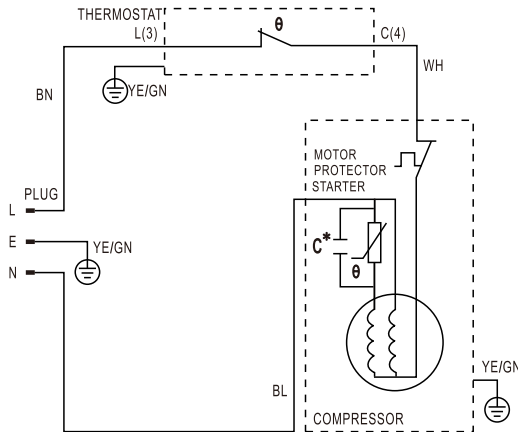 THERMOSTAT
L(3)
θ
C(4)
YE/GN
WH
BN
MOTOR
PROTECTOR
STARTER
PLUG
L
E
YE/GN
N
C*
θ
BL
YE/GN
COMPRESSOR